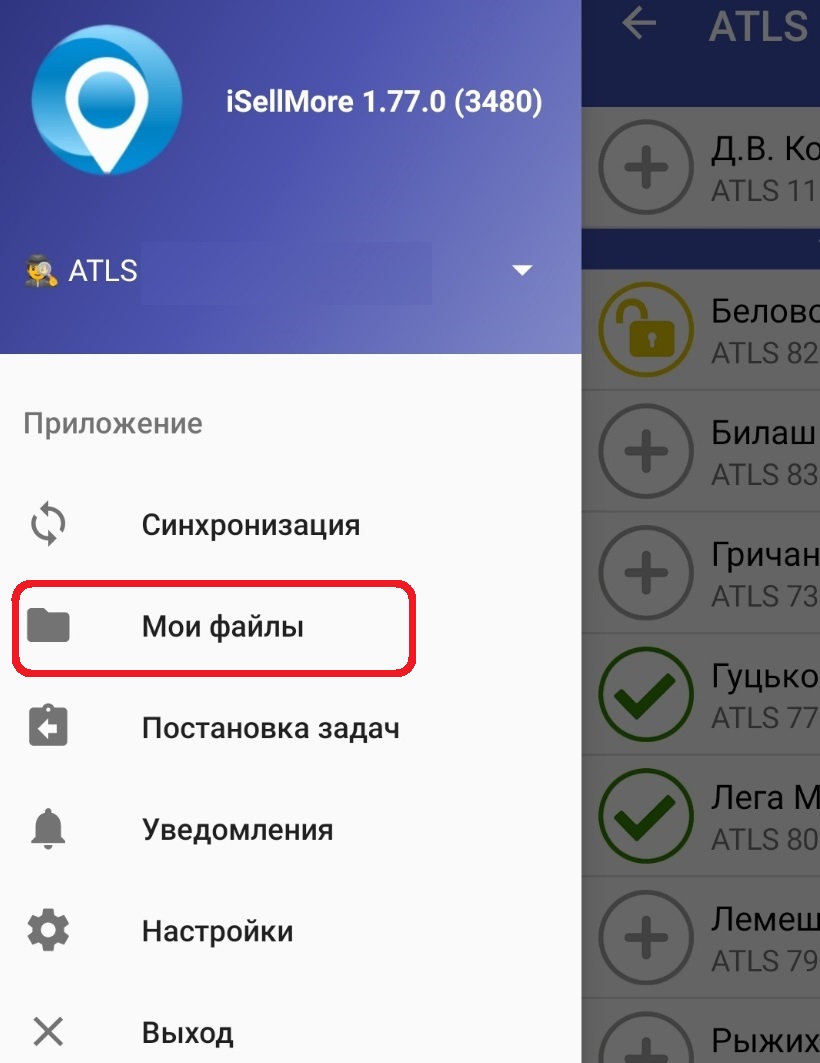 iSellMore 1.77.0 (3480)
ATLS
Приложение
Синхронизация
Мои файлы
Постановка задач
Уведомления
Настройки
Выход
ATLS
Д.В. Ко
ATLS 11
Белово
ATLS 82
Билаш
ATLS 83
Гричан
ATLS 73
Гуцько
ATLS 77
Лега М
ATLS 80
Лемеш
ATLS 79
Рыжих